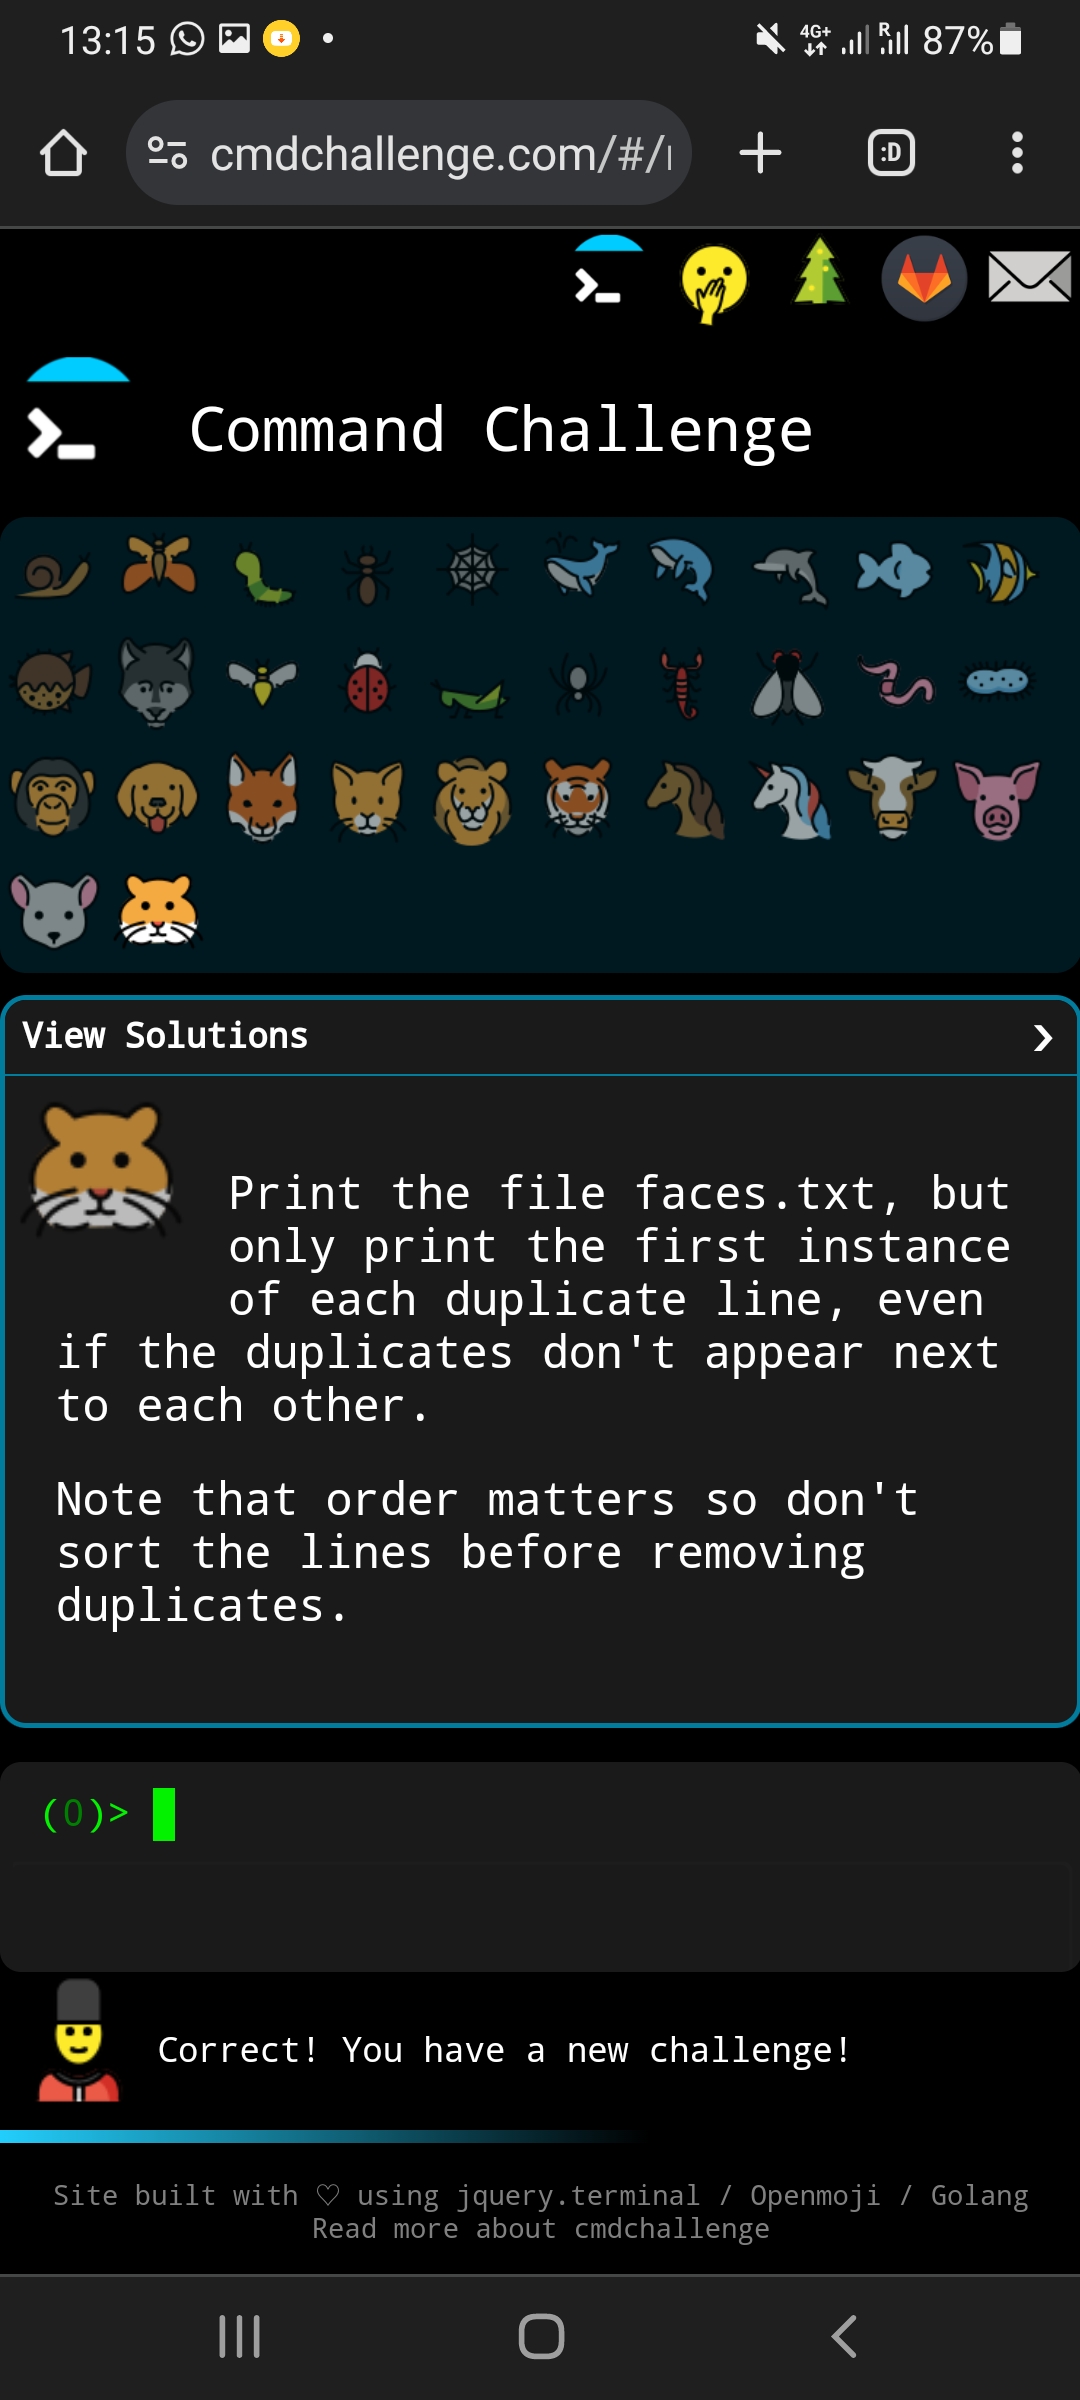 13:15
4G+
R
87%
cmdchallenge.com/#/
:D
Command Challenge
View Solutions
Print the file faces.txt, but
only print the first instance
of each duplicate line, even
if the duplicates don't appear next
to each other.
Note that order matters so don't
sort the lines before removing
duplicates.
(0)>
Correct! You have a new challenge!
Site built with ♡ using jquery.terminal / Openmoji / Golang
Read more about cmdchallenge